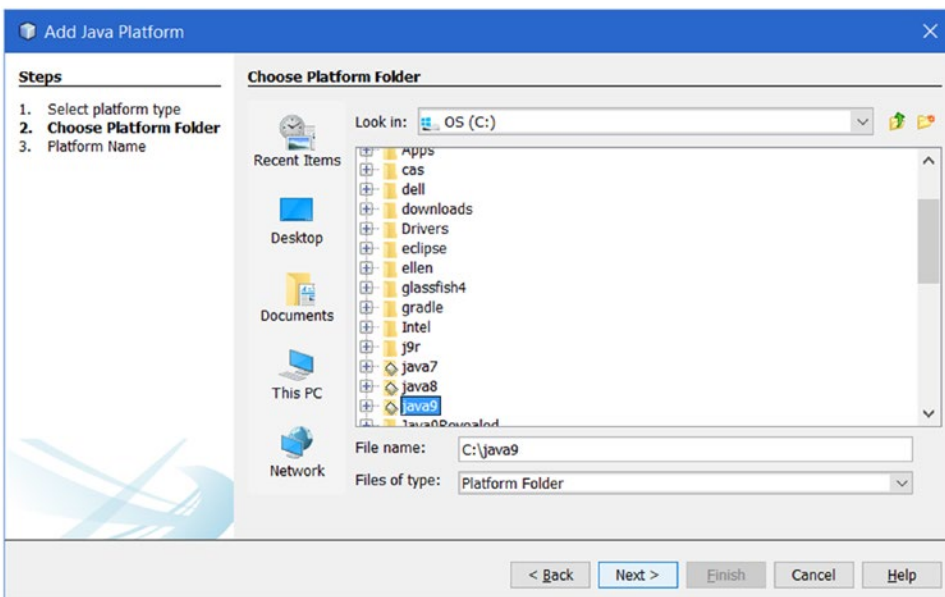 Add Java Platform
Steps
1. Select platform type
2. Choose Platform Folder
3. Platform Name
Choose Platform Folder
Look in: OS (C:)
Recent Items
Desktop
Documents
This PC
Network
Apps
cas
dell
downloads
Drivers
eclipse
ellen
glassfish4
gradle
Intel
j9r
java7
java8
java9
Java9Revealed
File name: C:\java9
Files of type: Platform Folder
< Back Next > Finish Cancel Help